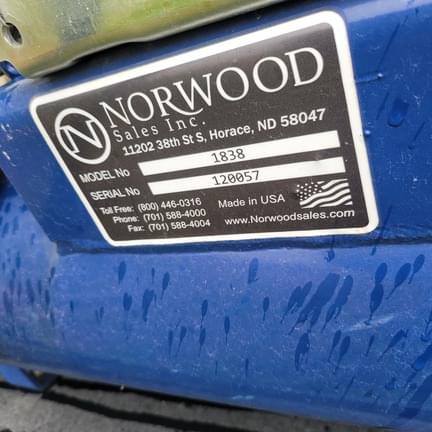 N NORWOOD
Sales Inc.
11202 38th St S, Horace, ND 58047
MODEL No 1838
SERIAL No 120057
Toll Free: (800) 446-0316
Phone: (701) 588-4000 Made in USA
Fax: (701) 588-4004 www.Norwoodsales.com